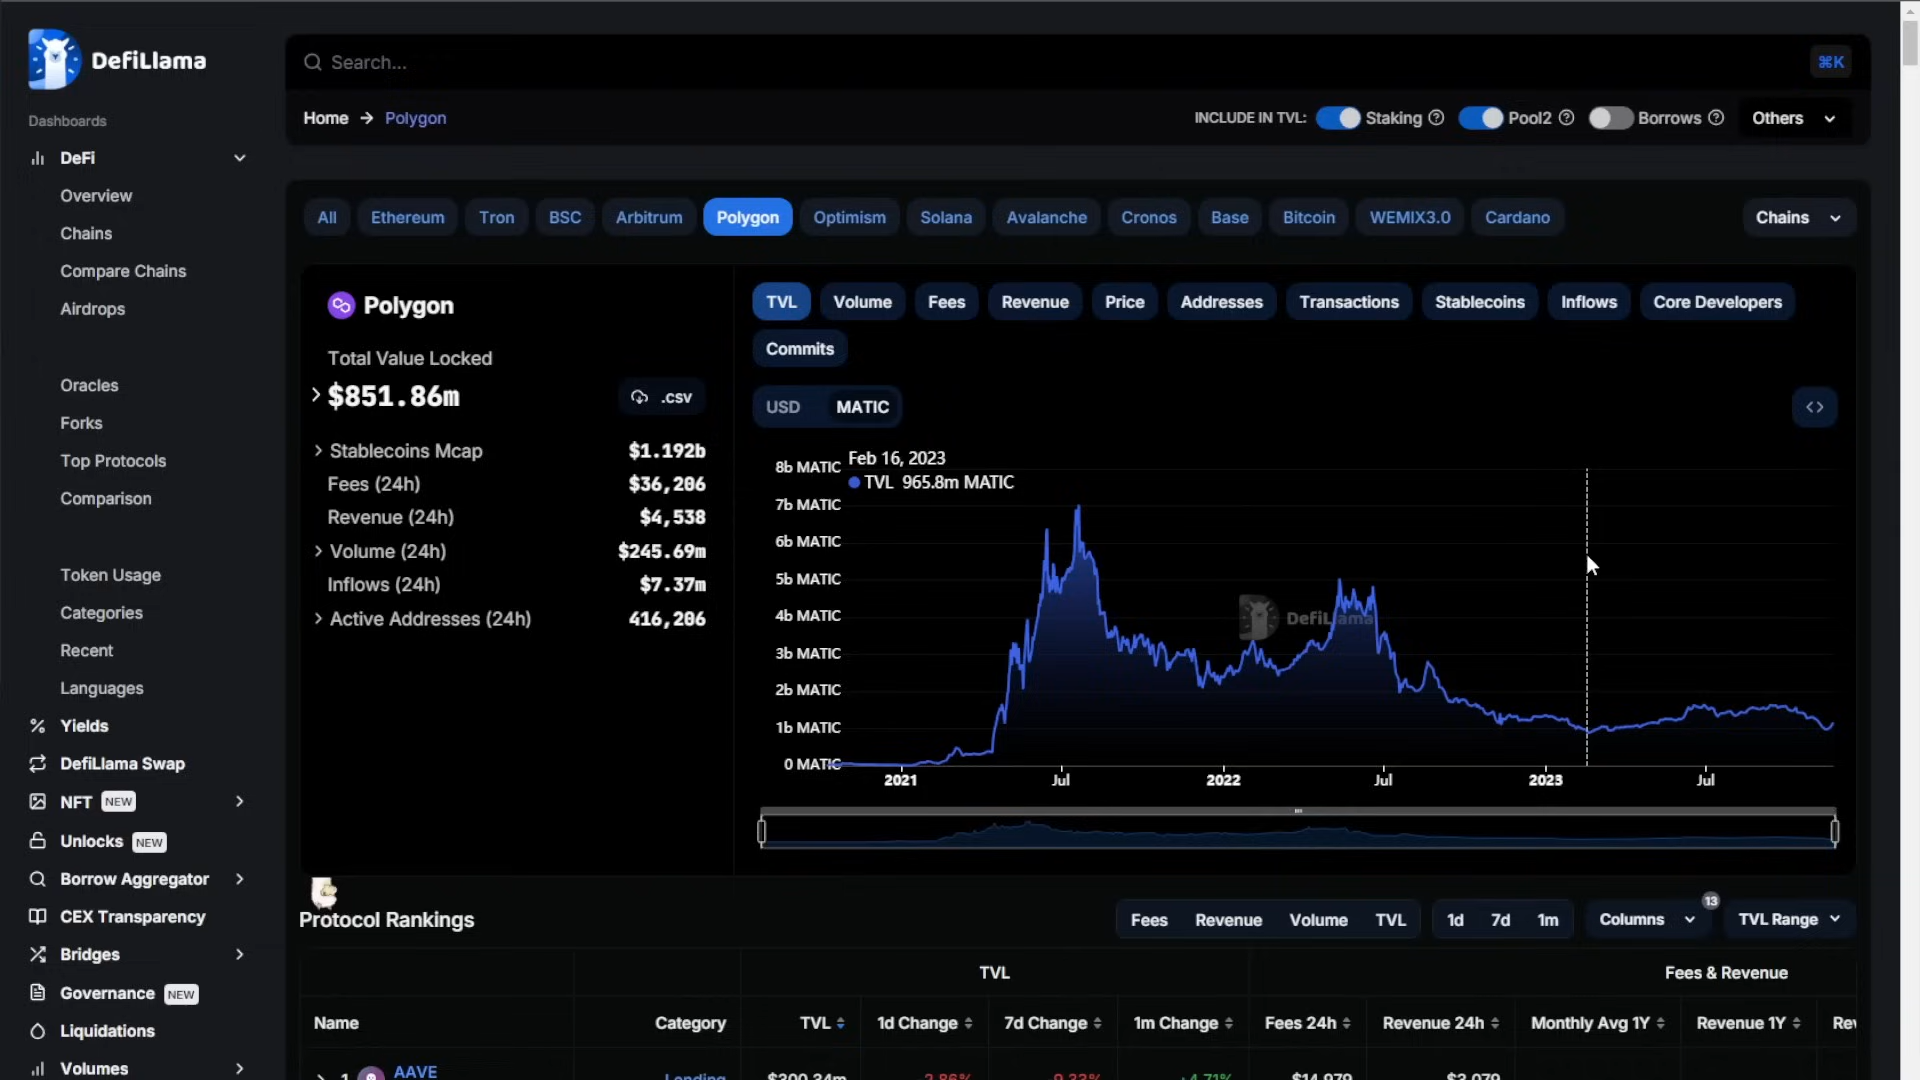 DefiLlama
Search...
⌘K
Home → Polygon
INCLUDE IN TVL: Staking Pool2 Borrows Others
Dashboards
DeFi
Overview
Chains
Compare Chains
Airdrops
Oracles
Forks
Top Protocols
Comparison
Token Usage
Categories
Recent
Languages
Yields
DefiLlama Swap
NFT NEW
Unlocks NEW
Borrow Aggregator
CEX Transparency
Bridges
Governance NEW
Liquidations
Volumes
All Ethereum Tron BSC Arbitrum Polygon Optimism Solana Avalanche Cronos Base Bitcoin WEMIX3.0 Cardano Chains
Polygon
Total Value Locked
$851.86m .csv
Stablecoins Mcap $1.192b
Fees (24h) $36,206
Revenue (24h) $4,538
Volume (24h) $245.69m
Inflows (24h) $7.37m
Active Addresses (24h) 416,206
TVL Volume Fees Revenue Price Addresses Transactions Stablecoins Inflows Core Developers
Commits
USD MATIC
Feb 16, 2023
TVL 965.8m MATIC
8b MATIC
7b MATIC
6b MATIC
5b MATIC
4b MATIC
3b MATIC
2b MATIC
1b MATIC
0 MATIC
DefiLlama
2021 Jul 2022 Jul 2023 Jul
Protocol Rankings
Fees Revenue Volume TVL 1d 7d 1m Columns 13 TVL Range
TVL Fees & Revenue
Name Category TVL 1d Change 7d Change 1m Change Fees 24h Revenue 24h Monthly Avg 1Y Revenue 1Y
1 AAVE Lending $300.34m